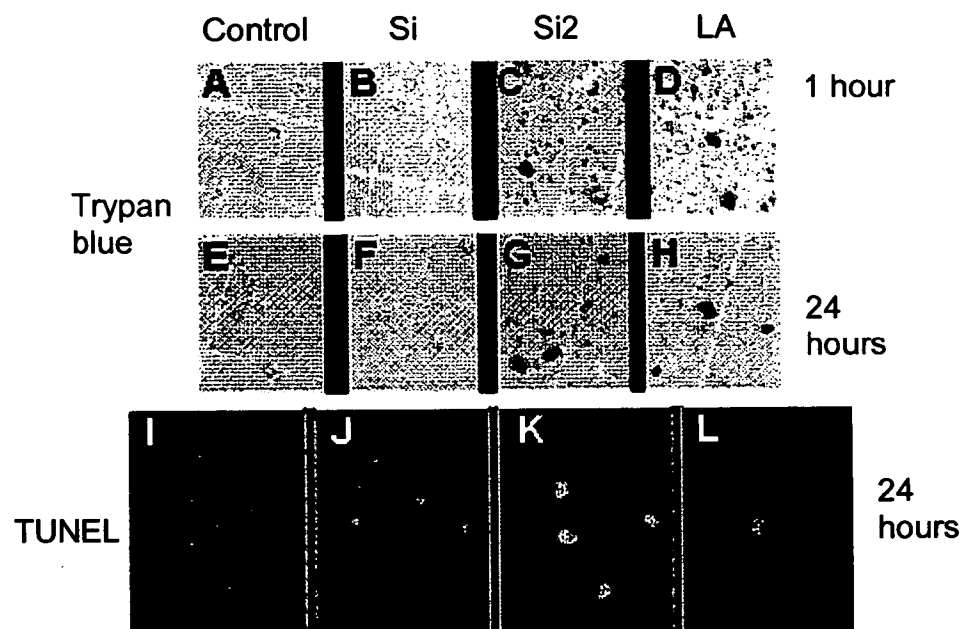 Control Si Si2 LA
A B C D
1 hour
Trypan
blue
E F G H
24
hours
I J K L
TUNEL
24
hours